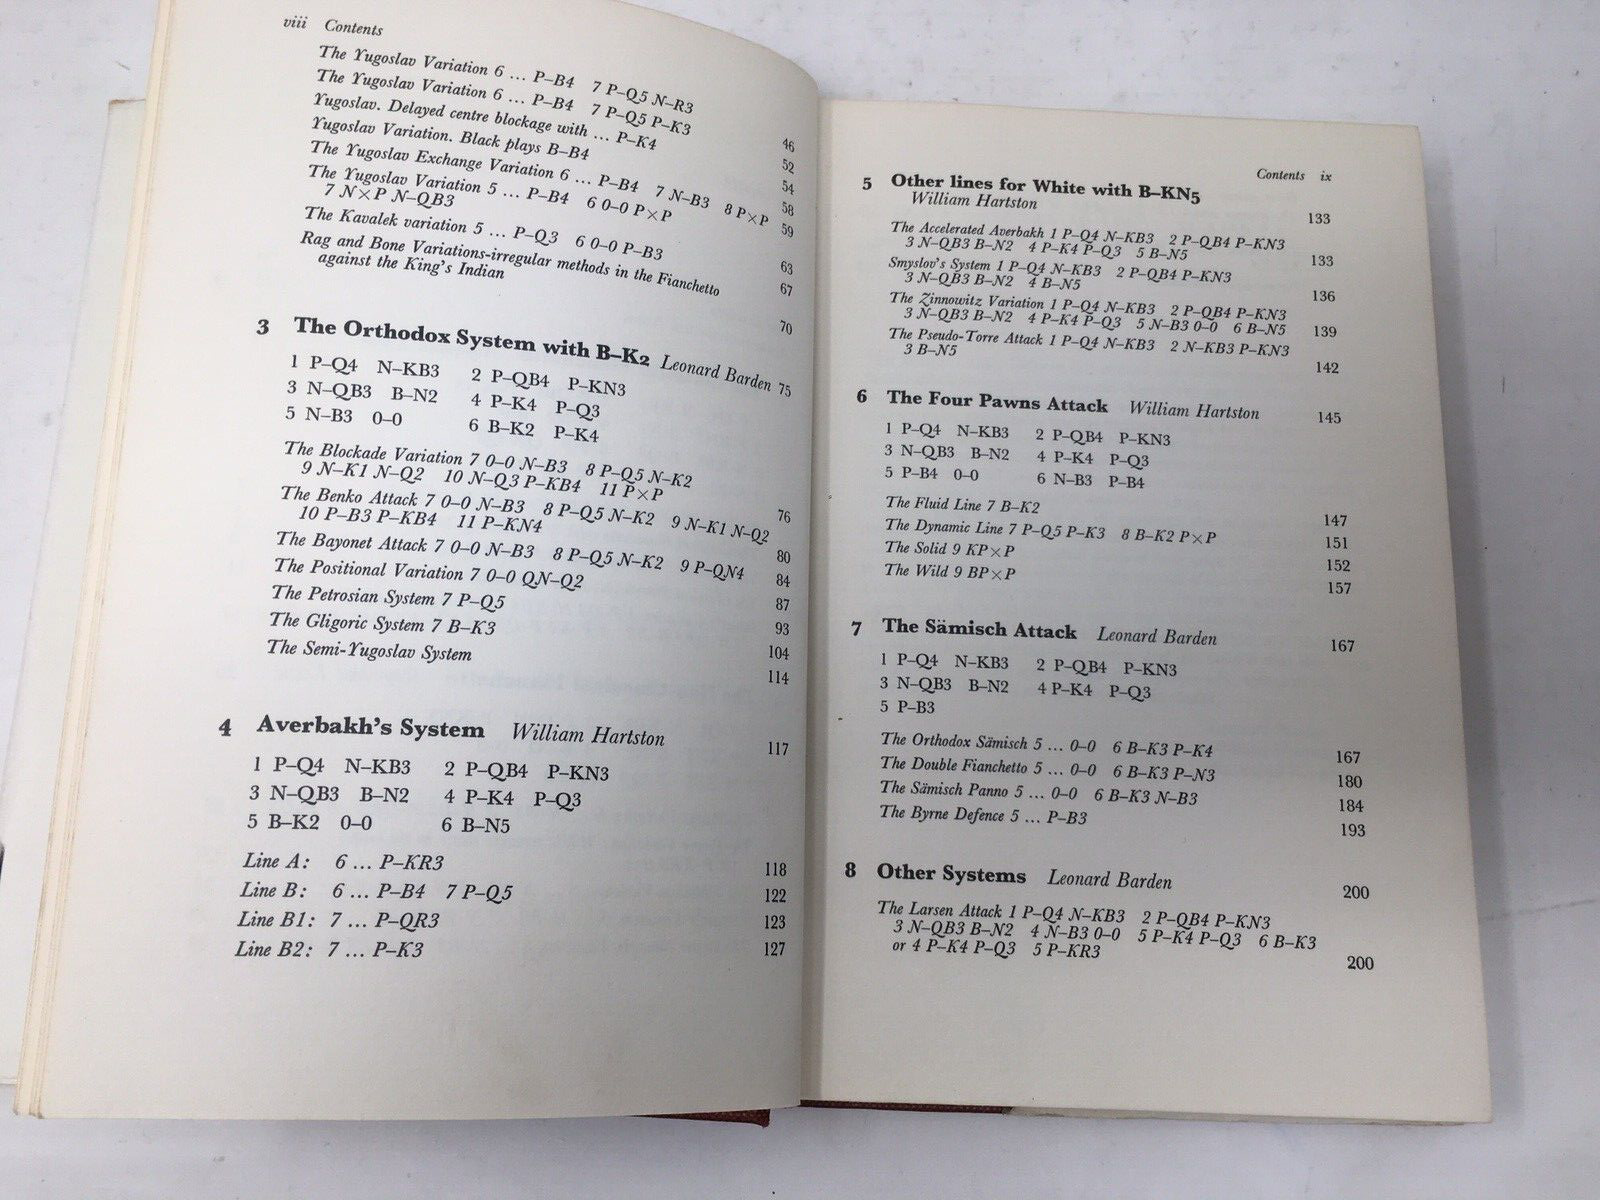 viii Contents
The Yugoslav Variation 6 ... P–B4 7 P–Q5 N–R3 46
The Yugoslav Variation 6 ... P–B4 7 P–Q5 P–K3 52
Yugoslav. Delayed centre blockage with ... P–K4 54
Yugoslav Variation. Black plays B–B4 58
The Yugoslav Exchange Variation 6 ... P–B4 7 N–B3 8 P×P 59
The Yugoslav Variation 5 ... P–B4 6 0–0 P×P
7 N×P N–QB3 63
The Kavalek variation 5 ... P–Q3 6 0–0 P–B3 67
Rag and Bone Variations-irregular methods in the Fianchetto
against the King's Indian 70
3 The Orthodox System with B–K2 Leonard Barden 75
1 P–Q4 N–KB3 2 P–QB4 P–KN3
3 N–QB3 B–N2 4 P–K4 P–Q3
5 N–B3 0–0 6 B–K2 P–K4
The Blockade Variation 7 0–0 N–B3 8 P–Q5 N–K2
9 N–K1 N–Q2 10 N–Q3 P–KB4 11 P×P 76
The Benko Attack 7 0–0 N–B3 8 P–Q5 N–K2 9 N–K1 N–Q2
10 P–B3 P–KB4 11 P–KN4 80
The Bayonet Attack 7 0–0 N–B3 8 P–Q5 N–K2 9 P–QN4 84
The Positional Variation 7 0–0 QN–Q2 87
The Petrosian System 7 P–Q5 93
The Gligoric System 7 B–K3 104
The Semi-Yugoslav System 114
4 Averbakh's System William Hartston 117
1 P–Q4 N–KB3 2 P–QB4 P–KN3
3 N–QB3 B–N2 4 P–K4 P–Q3
5 B–K2 0–0 6 B–N5
Line A: 6 ... P–KR3 118
Line B: 6 ... P–B4 7 P–Q5 122
Line B1: 7 ... P–QR3 123
Line B2: 7 ... P–K3 127
Contents ix
5 Other lines for White with B–KN5
William Hartston 133
The Accelerated Averbakh 1 P–Q4 N–KB3 2 P–QB4 P–KN3
3 N–QB3 B–N2 4 P–K4 P–Q3 5 B–N5 133
Smyslov's System 1 P–Q4 N–KB3 2 P–QB4 P–KN3
3 N–QB3 B–N2 4 B–N5 136
The Zinnowitz Variation 1 P–Q4 N–KB3 2 P–QB4 P–KN3
3 N–QB3 B–N2 4 P–K4 P–Q3 5 N–B3 0–0 6 B–N5 139
The Pseudo-Torre Attack 1 P–Q4 N–KB3 2 N–KB3 P–KN3
3 B–N5 142
6 The Four Pawns Attack William Hartston 145
1 P–Q4 N–KB3 2 P–QB4 P–KN3
3 N–QB3 B–N2 4 P–K4 P–Q3
5 P–B4 0–0 6 N–B3 P–B4
The Fluid Line 7 B–K2 147
The Dynamic Line 7 P–Q5 P–K3 8 B–K2 P×P 151
The Solid 9 KP×P 152
The Wild 9 BP×P 157
7 The Sämisch Attack Leonard Barden 167
1 P–Q4 N–KB3 2 P–QB4 P–KN3
3 N–QB3 B–N2 4 P–K4 P–Q3
5 P–B3
The Orthodox Sämisch 5 ... 0–0 6 B–K3 P–K4 167
The Double Fianchetto 5 ... 0–0 6 B–K3 P–N3 180
The Sämisch Panno 5 ... 0–0 6 B–K3 N–B3 184
The Byrne Defence 5 ... P–B3 193
8 Other Systems Leonard Barden 200
The Larsen Attack 1 P–Q4 N–KB3 2 P–QB4 P–KN3
3 N–QB3 B–N2 4 N–B3 0–0 5 P–K4 P–Q3 6 B–K3
or 4 P–K4 P–Q3 5 P–KR3 200